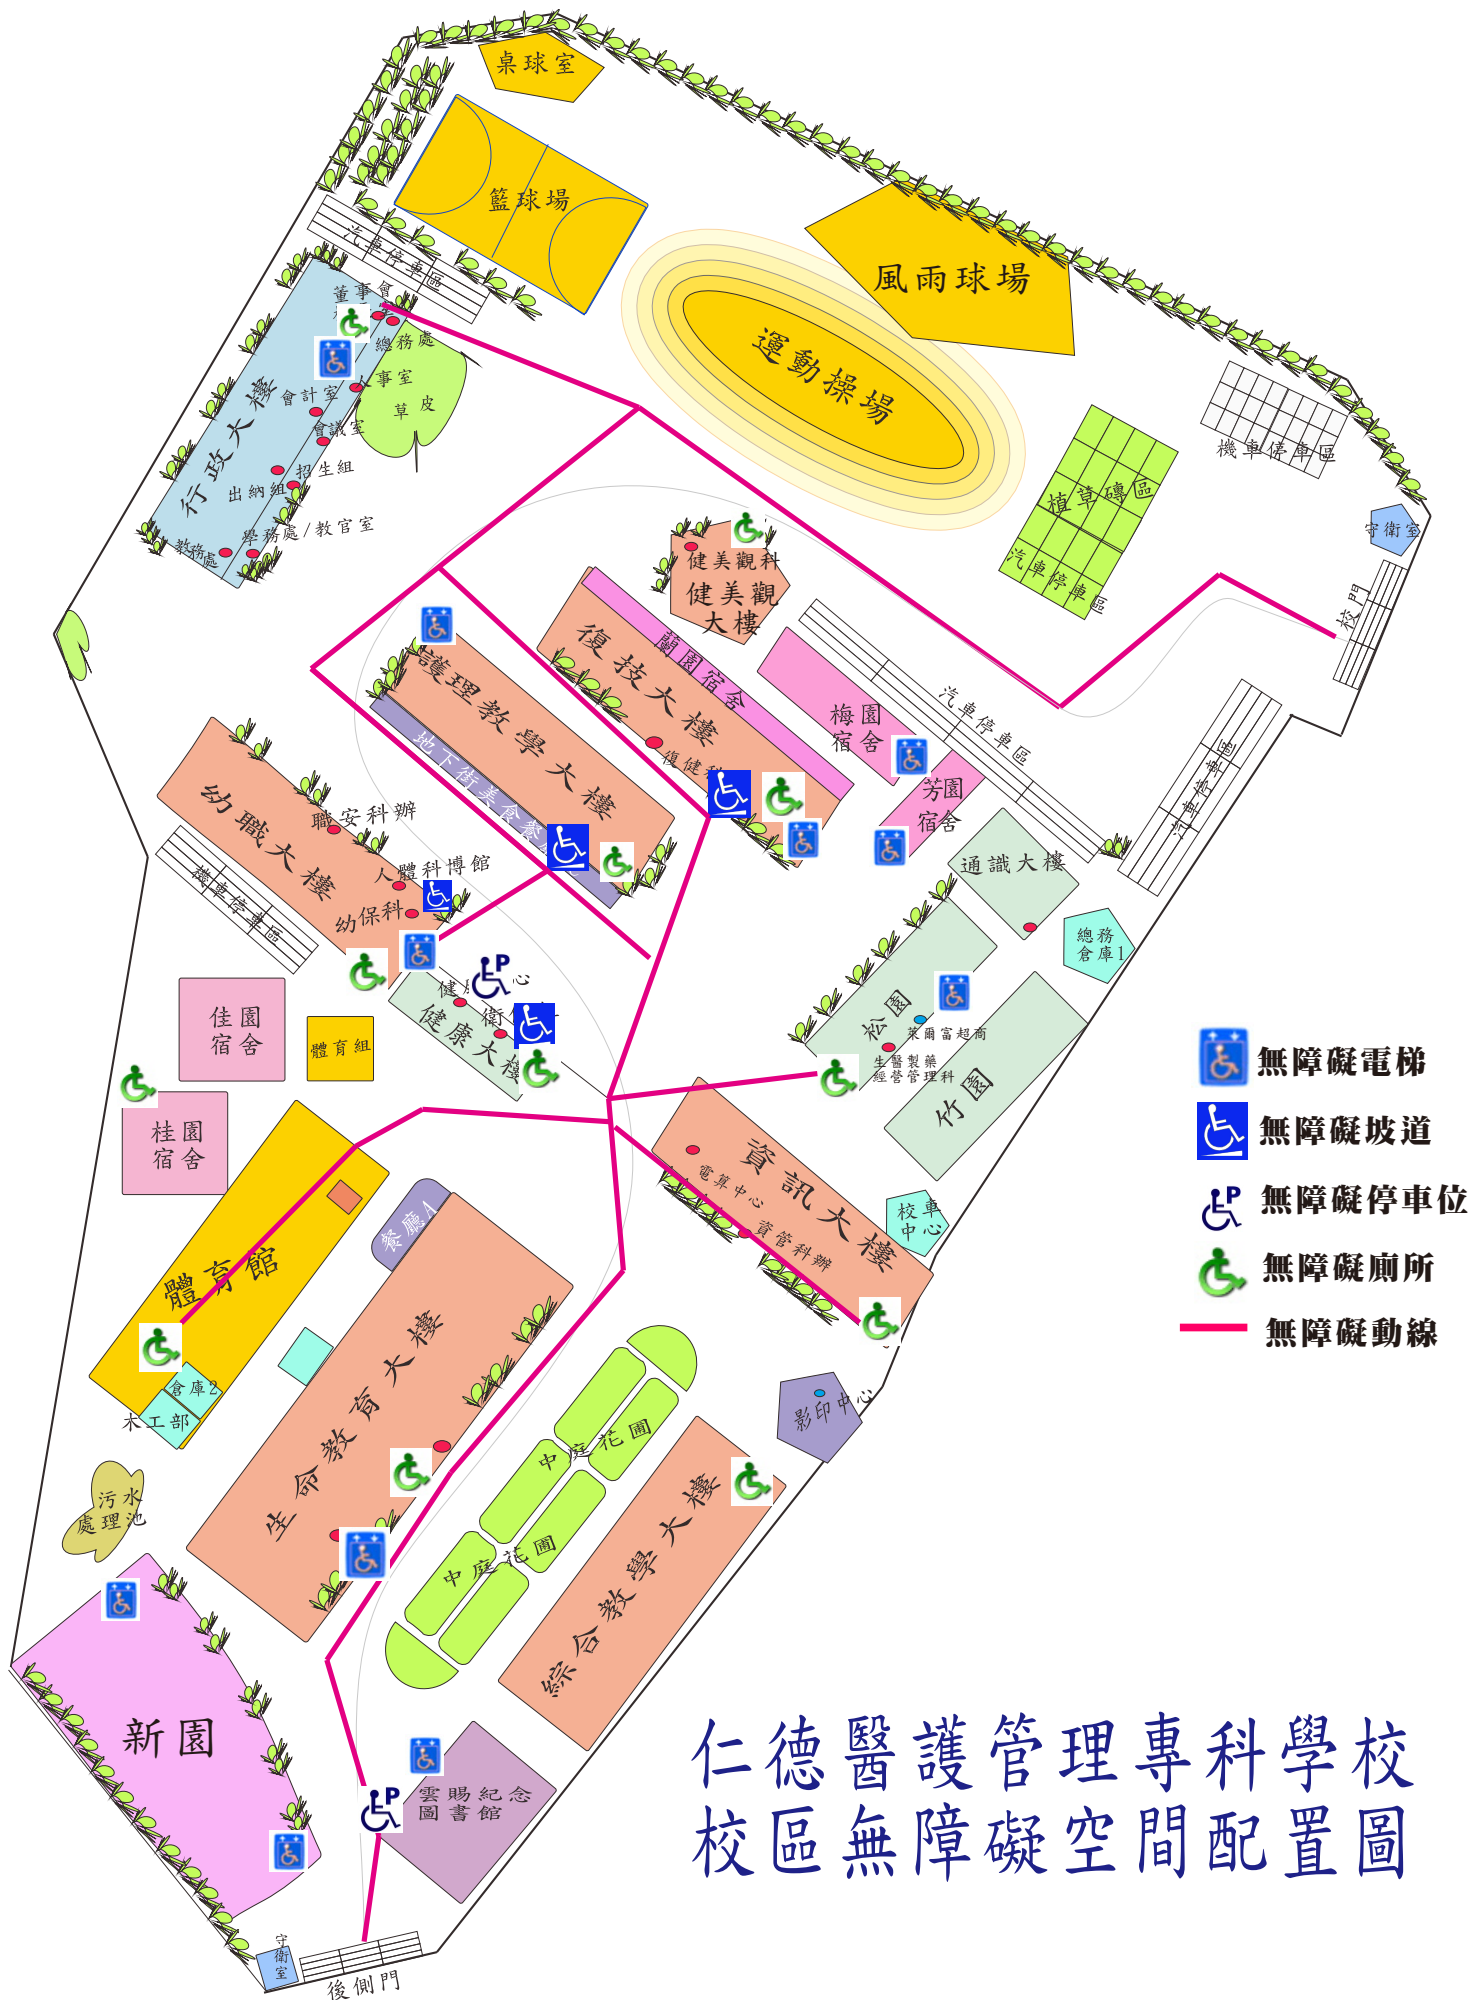 桌球室
籃球場
汽車停車區
風雨球場
運動操場
董事會
總務處
人事室
會計室
草皮
會議室
行政大樓
招生組
出納組
學務處/教官室
教務處
機車停車區
植草磚區
汽車停車區
守衛室
校門
健美觀科
健美觀
大樓
蘭園宿舍
復技大樓
復健科
護理教學大樓
地下街美食餐
梅園
宿舍
汽車停車區
芳園
宿舍
汽車停車區
通識大樓
幼職大樓
職安科辦
人體科博館
幼保科
機車停車區
總務
倉庫1
健康大樓
松園
萊爾富超商
生醫製藥
經營管理科
竹園
佳園
宿舍
體育組
桂園
宿舍
資訊大樓
電算中心
資管科辦
校車
中心
餐廳A
體育館
倉庫2
木工部
生命教育大樓
影印中心
中庭花圃
中庭花圃
綜合教學大樓
污水
處理池
新園
雲賜紀念
圖書館
守衛室
後側門
無障礙電梯
無障礙坡道
無障礙停車位
無障礙廁所
無障礙動線
仁德醫護管理專科學校
校區無障礙空間配置圖